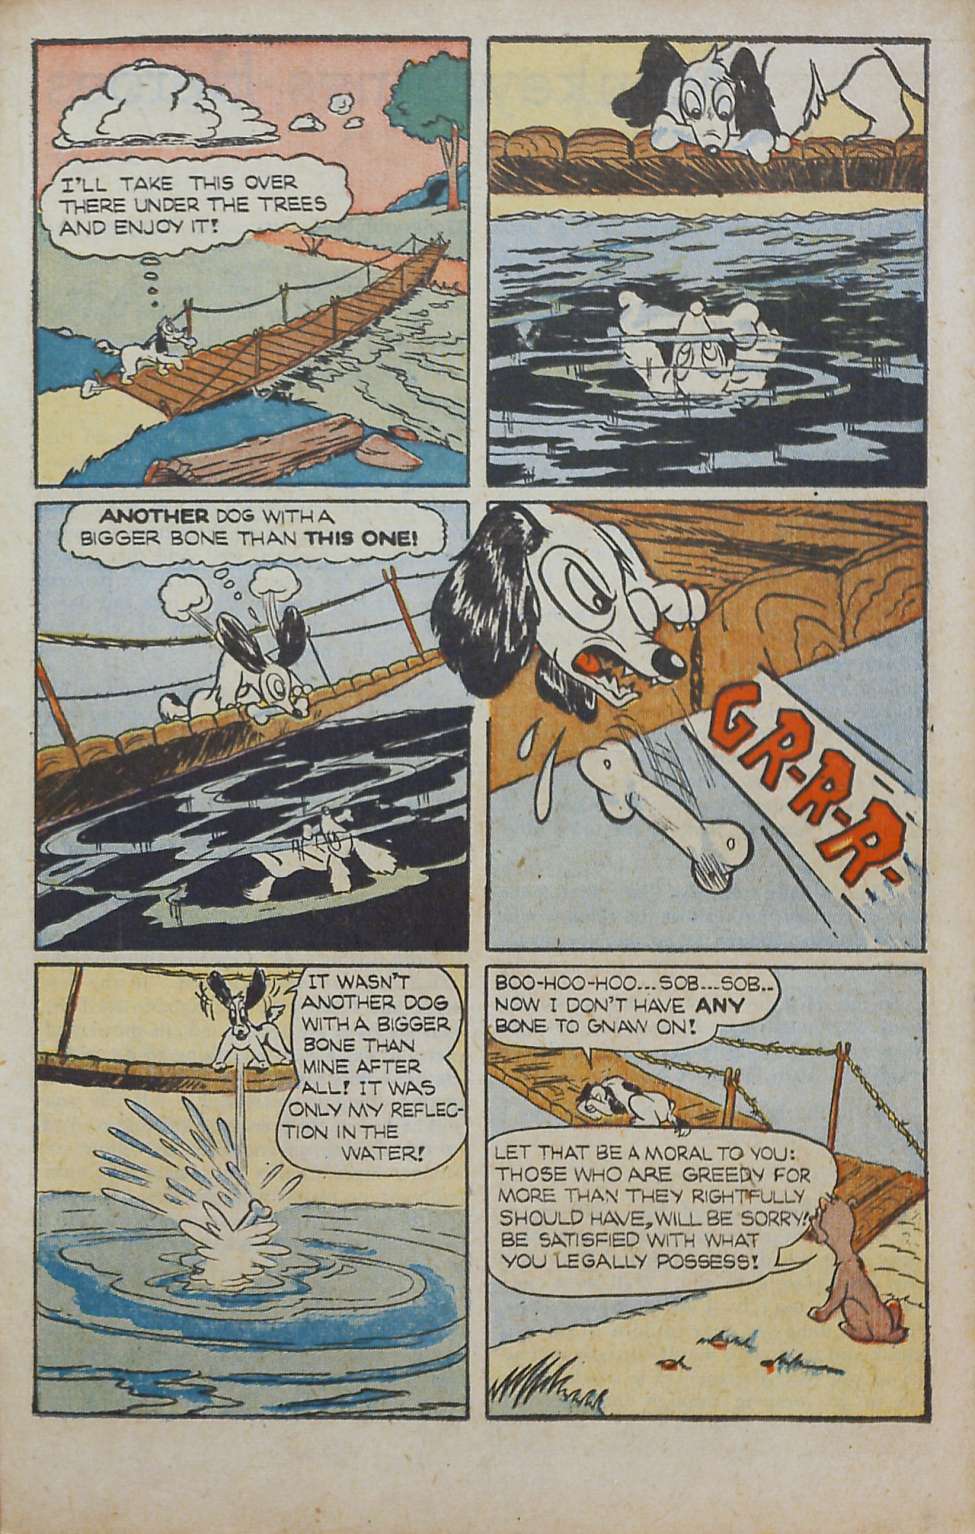 I'LL TAKE THIS OVER
THERE UNDER THE TREES
AND ENJOY IT!
ANOTHER DOG WITH A
BIGGER BONE THAN THIS ONE!
GR-R-R-
IT WASN'T
ANOTHER DOG
WITH A BIGGER
BONE THAN
MINE AFTER
ALL! IT WAS
ONLY MY REFLEC-
TION IN THE
WATER!
BOO-HOO-HOO...SOB...SOB..
NOW I DON'T HAVE ANY
BONE TO GNAW ON!
LET THAT BE A MORAL TO YOU:
THOSE WHO ARE GREEDY FOR
MORE THAN THEY RIGHTFULLY
SHOULD HAVE, WILL BE SORRY!
BE SATISFIED WITH WHAT
YOU LEGALLY POSSESS!